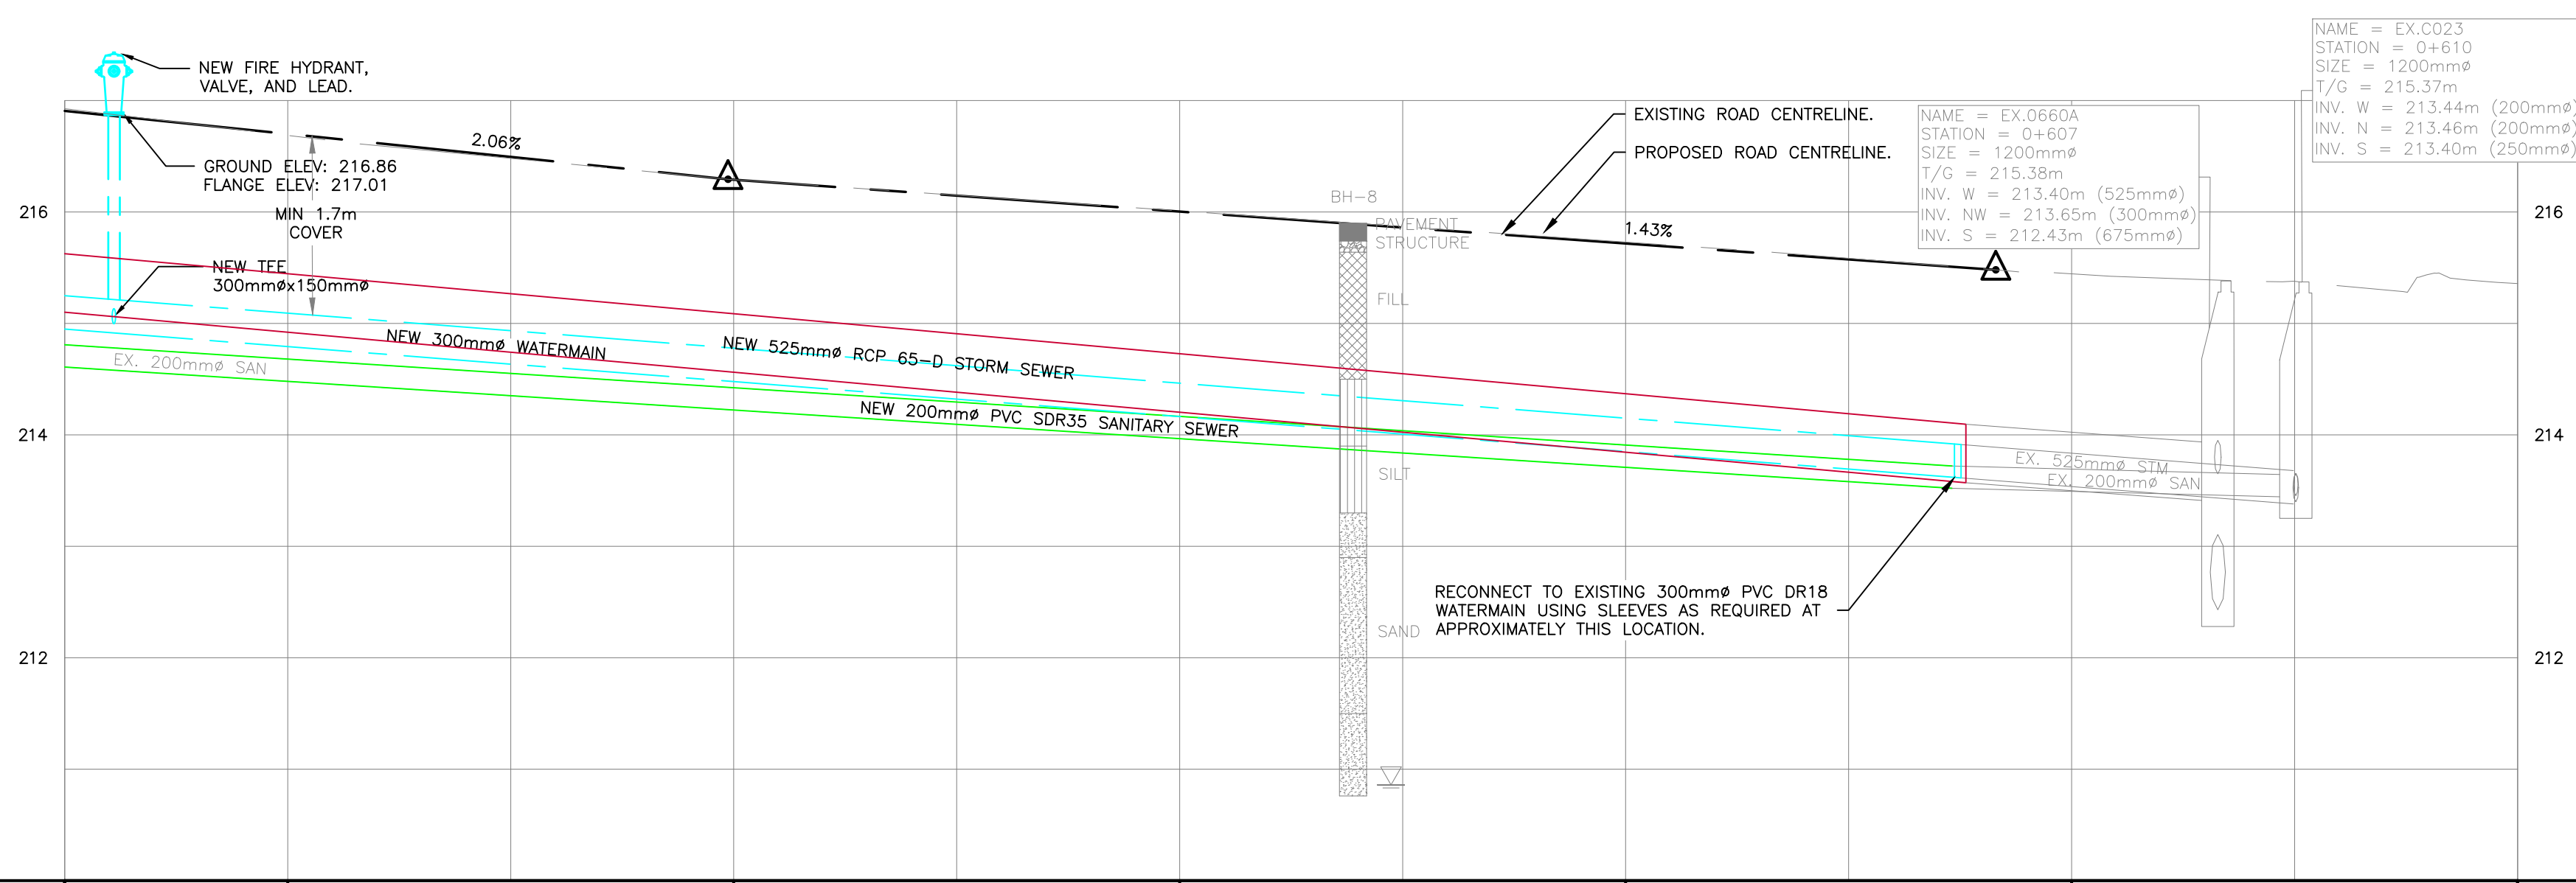 NAME = EX.C023
STATION = 0+610
SIZE = 1200mmø
T/G = 215.37m
INV. W = 213.44m (200mmø
INV. N = 213.46m (200mmø
INV. S = 213.40m (250mmø)
NEW FIRE HYDRANT,
VALVE, AND LEAD.
NAME = EX.0660A
STATION = 0+607
SIZE = 1200mmø
T/G = 215.38m
INV. W = 213.40m (525mmø)
INV. NW = 213.65m (300mmø)
INV. S = 212.43m (675mmø)
EXISTING ROAD CENTRELINE.
PROPOSED ROAD CENTRELINE.
2.06%
GROUND ELEV: 216.86
FLANGE ELEV: 217.01
MIN 1.7m
COVER
BH-8
PAVEMENT
STRUCTURE
1.43%
216
216
NEW TEE
300mmøx150mmø
FILL
NEW 300mmø WATERMAIN
NEW 525mmø RCP 65-D STORM SEWER
EX. 200mmø SAN
NEW 200mmø PVC SDR35 SANITARY SEWER
214
214
SILT
EX. 525mmø STM
EX. 200mmø SAN
RECONNECT TO EXISTING 300mmø PVC DR18
WATERMAIN USING SLEEVES AS REQUIRED AT
APPROXIMATELY THIS LOCATION.
SAND
212
212